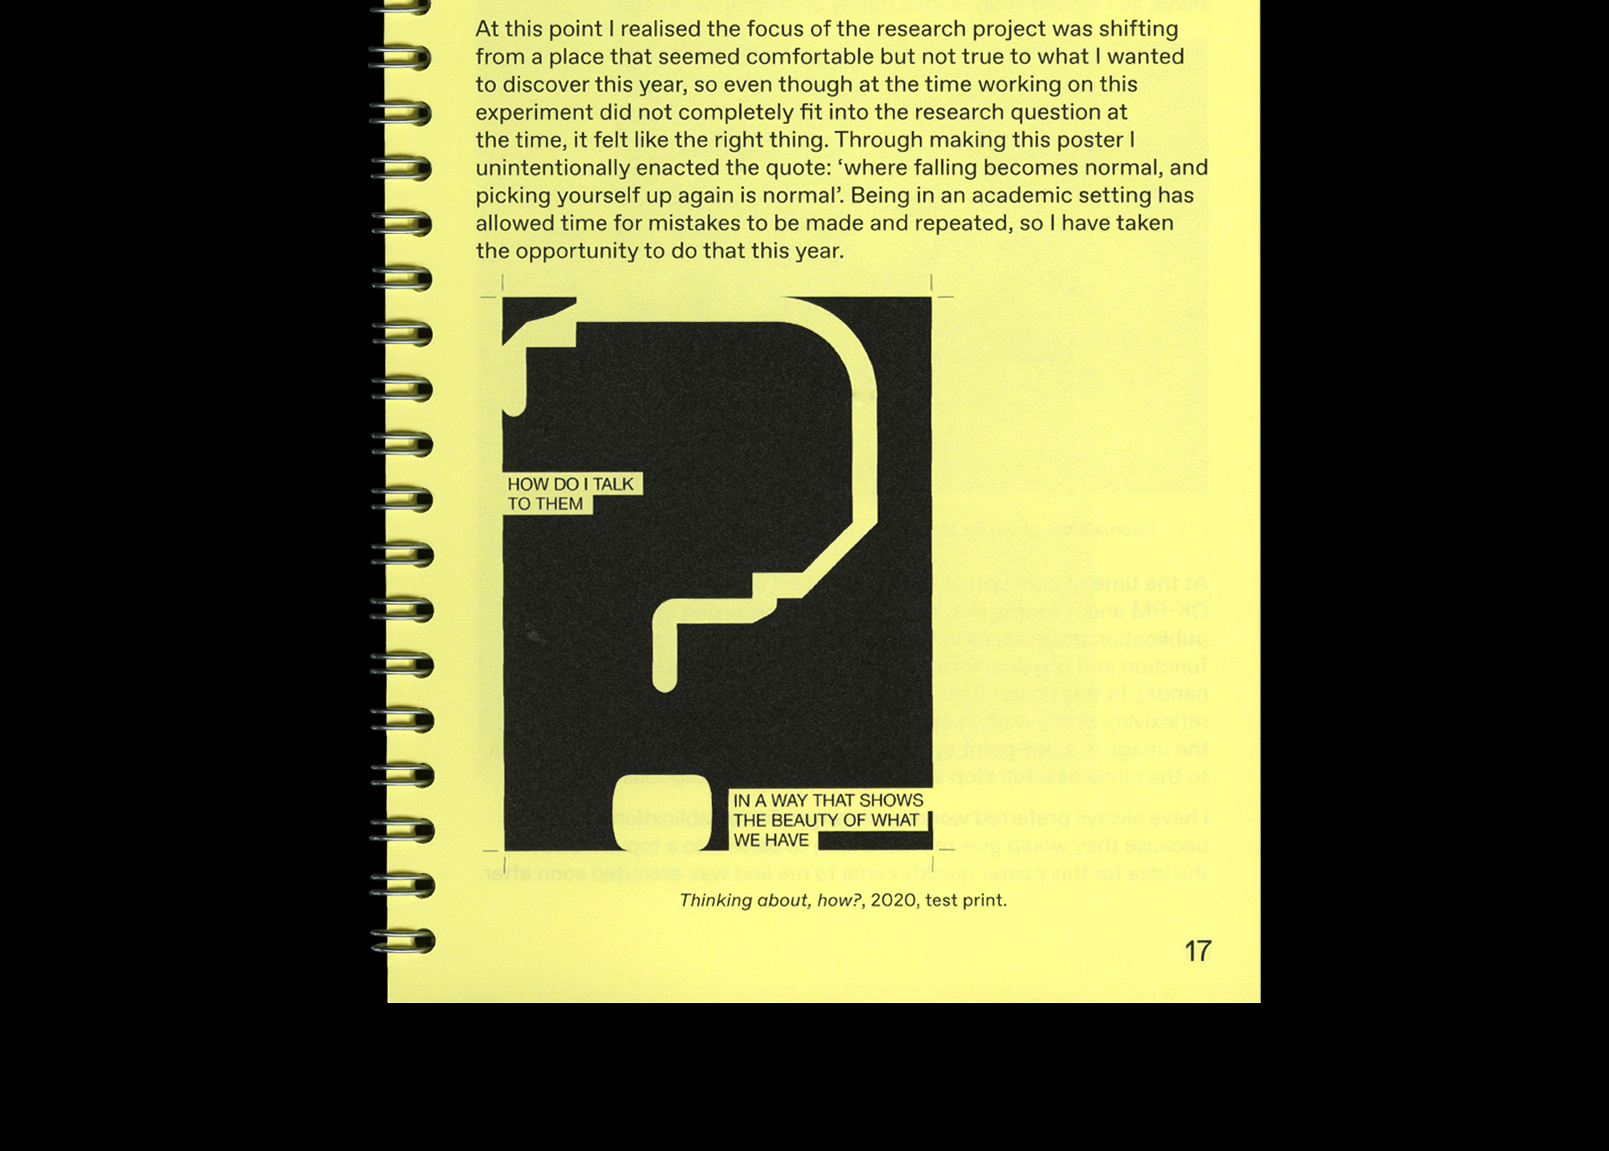 At this point I realised the focus of the research project was shifting
from a place that seemed comfortable but not true to what I wanted
to discover this year, so even though at the time working on this
experiment did not completely fit into the research question at
the time, it felt like the right thing. Through making this poster I
unintentionally enacted the quote: ‘where falling becomes normal, and
picking yourself up again is normal’. Being in an academic setting has
allowed time for mistakes to be made and repeated, so I have taken
the opportunity to do that this year.
HOW DO I TALK
TO THEM
IN A WAY THAT SHOWS
THE BEAUTY OF WHAT
WE HAVE
Thinking about, how?, 2020, test print.
17